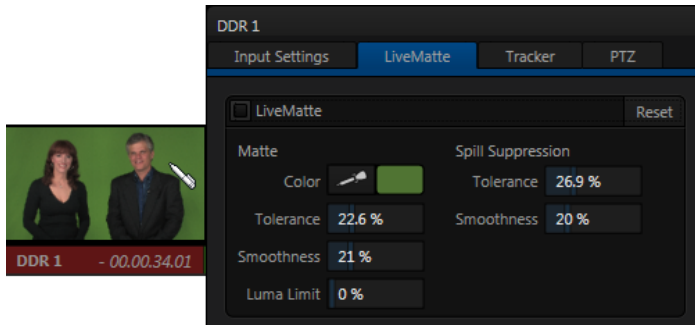 DDR 1
Input Settings LiveMatte Tracker PTZ
LiveMatte Reset
Matte Spill Suppression
Color Tolerance 26.9 %
Tolerance 22.6 % Smoothness 20 %
Smoothness 21 %
Luma Limit 0 %
DDR 1 - 00.00.34.01